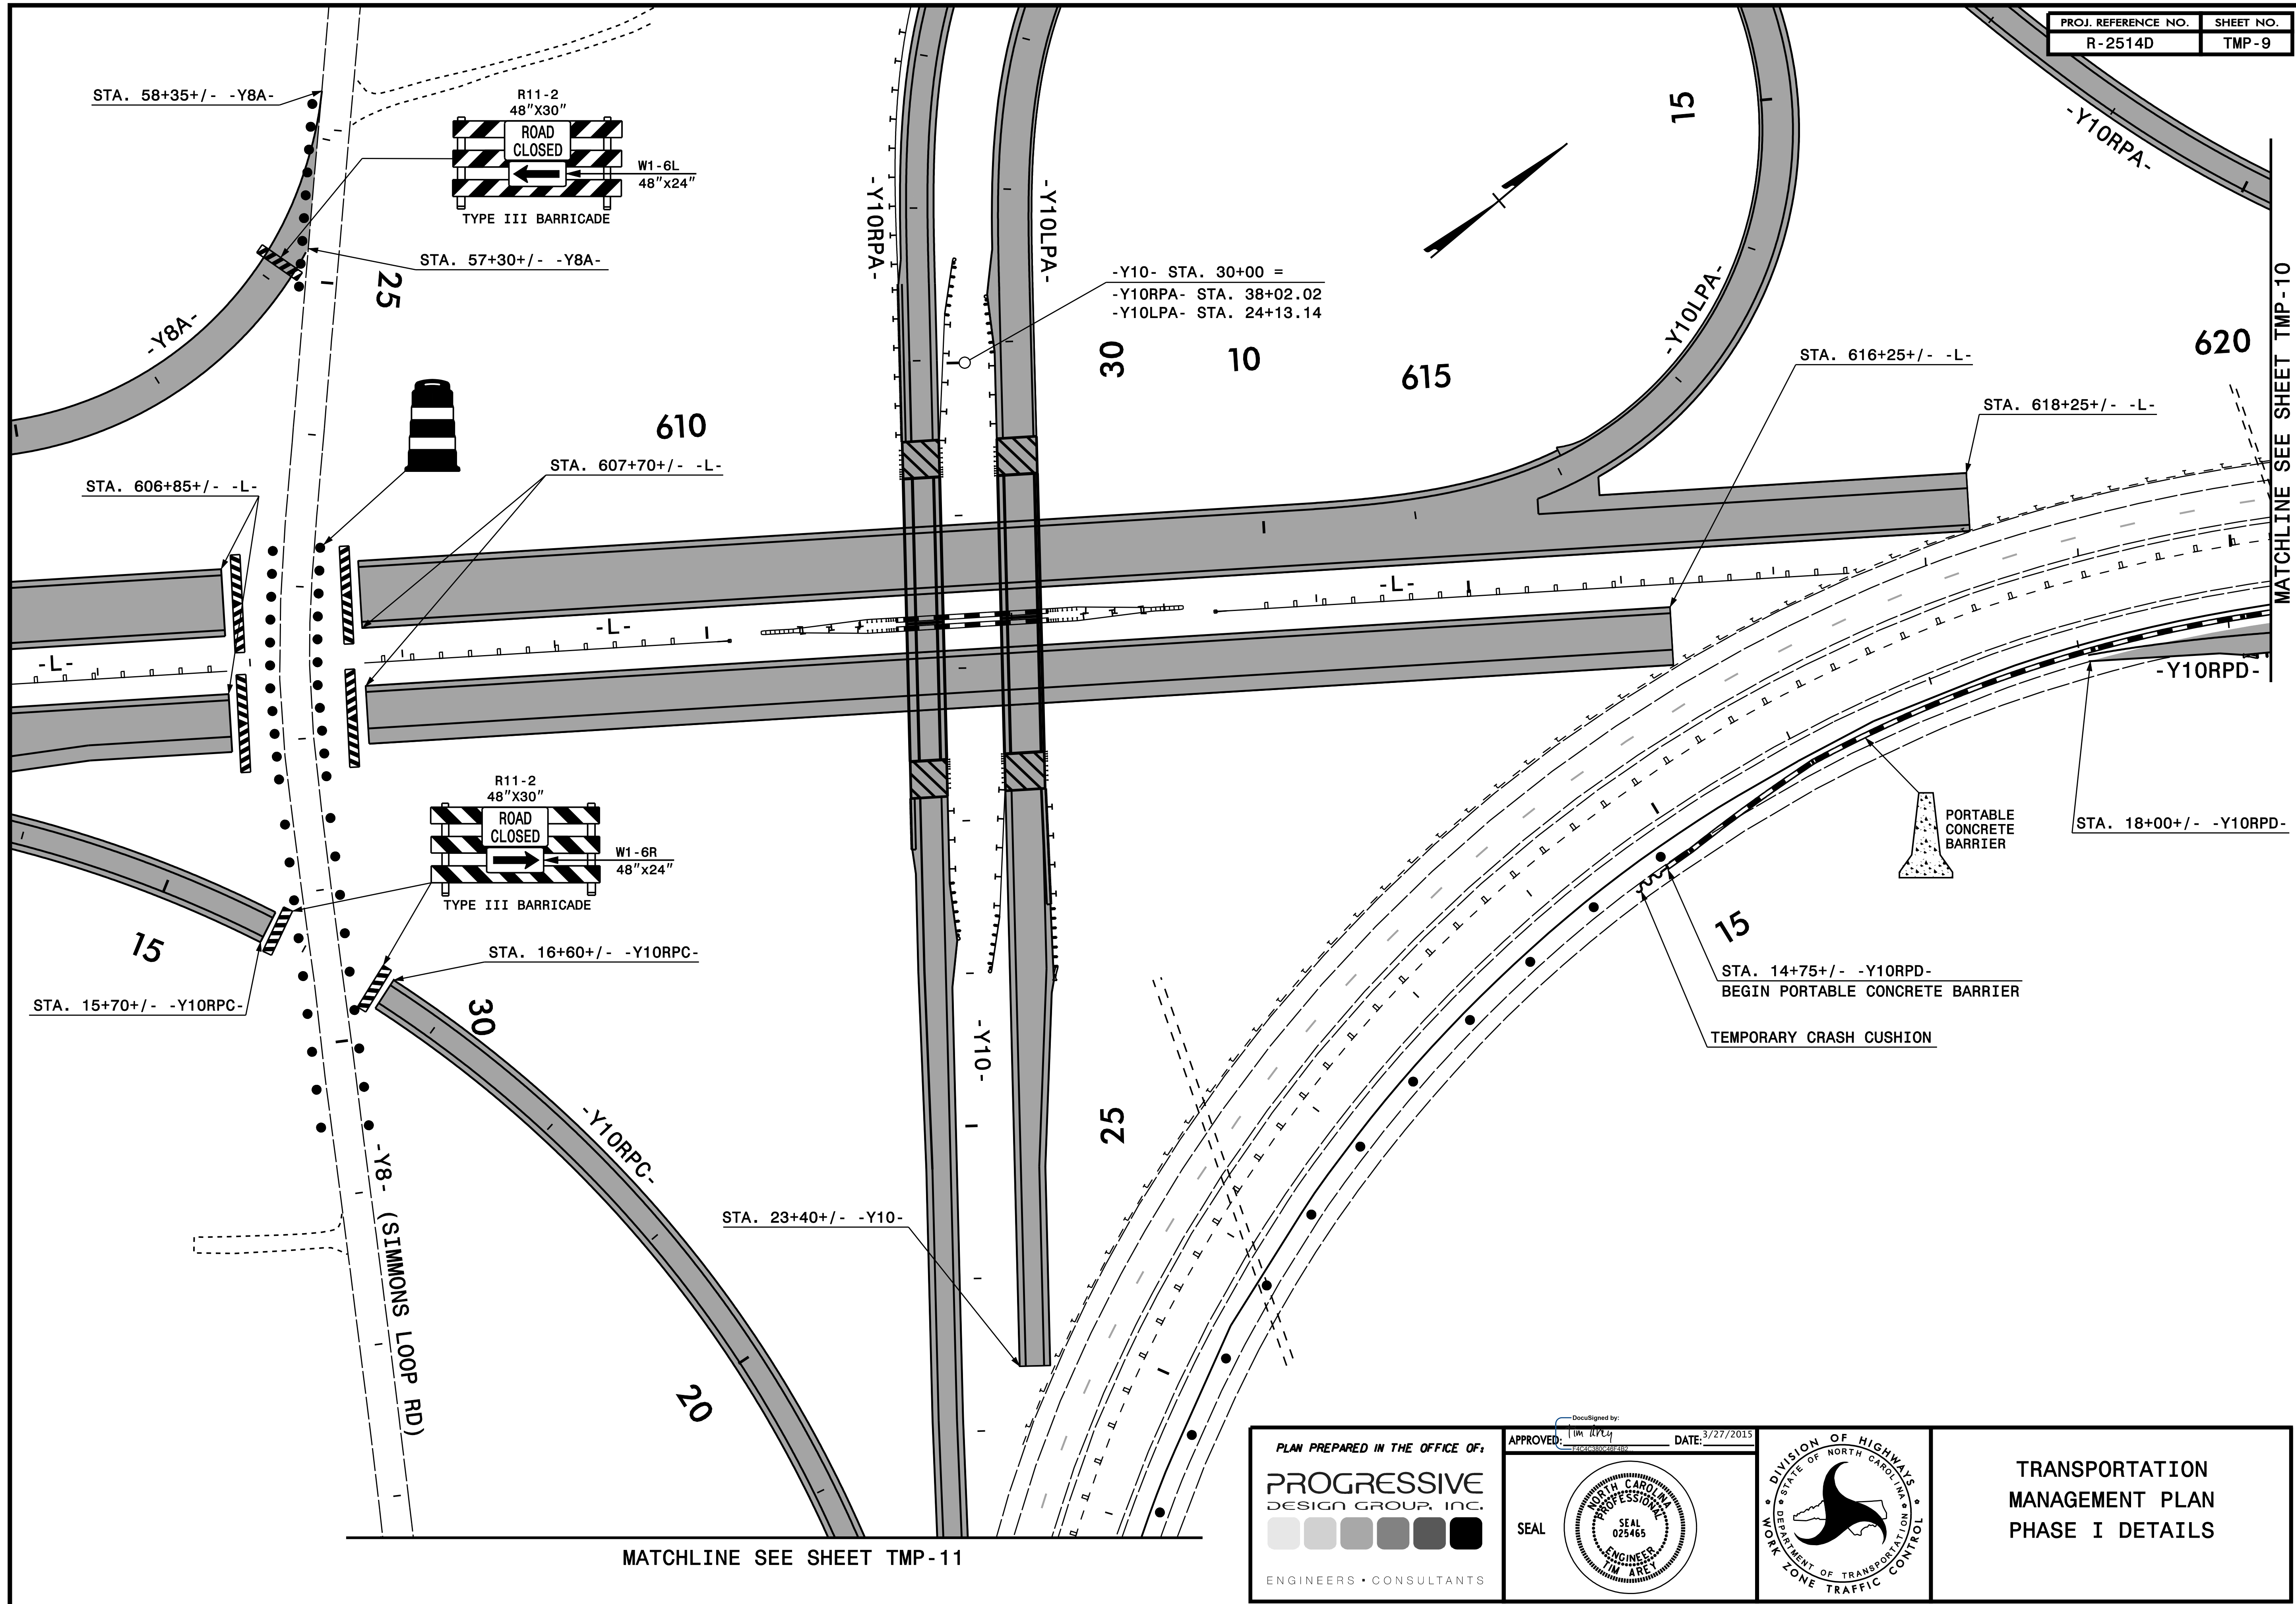 PROJ. REFERENCE NO.
SHEET NO.
R-2514D
TMP-9
STA. 58+35+/- -Y8A-
R11-2
48"X30"
ROAD
CLOSED
W1-6L
48"x24"
TYPE III BARRICADE
STA. 57+30+/- -Y8A-
25
-Y8A-
-Y10RPA-
-Y10LPA-
15
-Y10RPA-
-Y10- STA. 30+00 =
-Y10RPA- STA. 38+02.02
-Y10LPA- STA. 24+13.14
-Y10LPA-
30
10
615
620
MATCHLINE SEE SHEET TMP-10
STA. 616+25+/- -L-
STA. 618+25+/- -L-
610
STA. 607+70+/- -L-
STA. 606+85+/- -L-
-L-
-L-
-L-
-Y10RPD-
R11-2
48"X30"
ROAD
CLOSED
W1-6R
48"x24"
TYPE III BARRICADE
PORTABLE
CONCRETE
BARRIER
STA. 18+00+/- -Y10RPD-
15
STA. 15+70+/- -Y10RPC-
STA. 16+60+/- -Y10RPC-
30
15
STA. 14+75+/- -Y10RPD-
BEGIN PORTABLE CONCRETE BARRIER
TEMPORARY CRASH CUSHION
-Y10-
25
-Y10RPC-
-Y8- (SIMMONS LOOP RD)
STA. 23+40+/- -Y10-
20
MATCHLINE SEE SHEET TMP-11
PLAN PREPARED IN THE OFFICE OF:
PROGRESSIVE
DESIGN GROUP, INC.
ENGINEERS • CONSULTANTS
DocuSigned by:
Tim Arey
APPROVED:
DATE: 3/27/2015
F4C4C380C46F4B2...
SEAL
NORTH CAROLINA
PROFESSIONAL
SEAL
025465
ENGINEER
TIM AREY
DIVISION OF HIGHWAYS
STATE OF NORTH CAROLINA
DEPARTMENT OF TRANSPORTATION
WORK ZONE TRAFFIC CONTROL
TRANSPORTATION
MANAGEMENT PLAN
PHASE I DETAILS